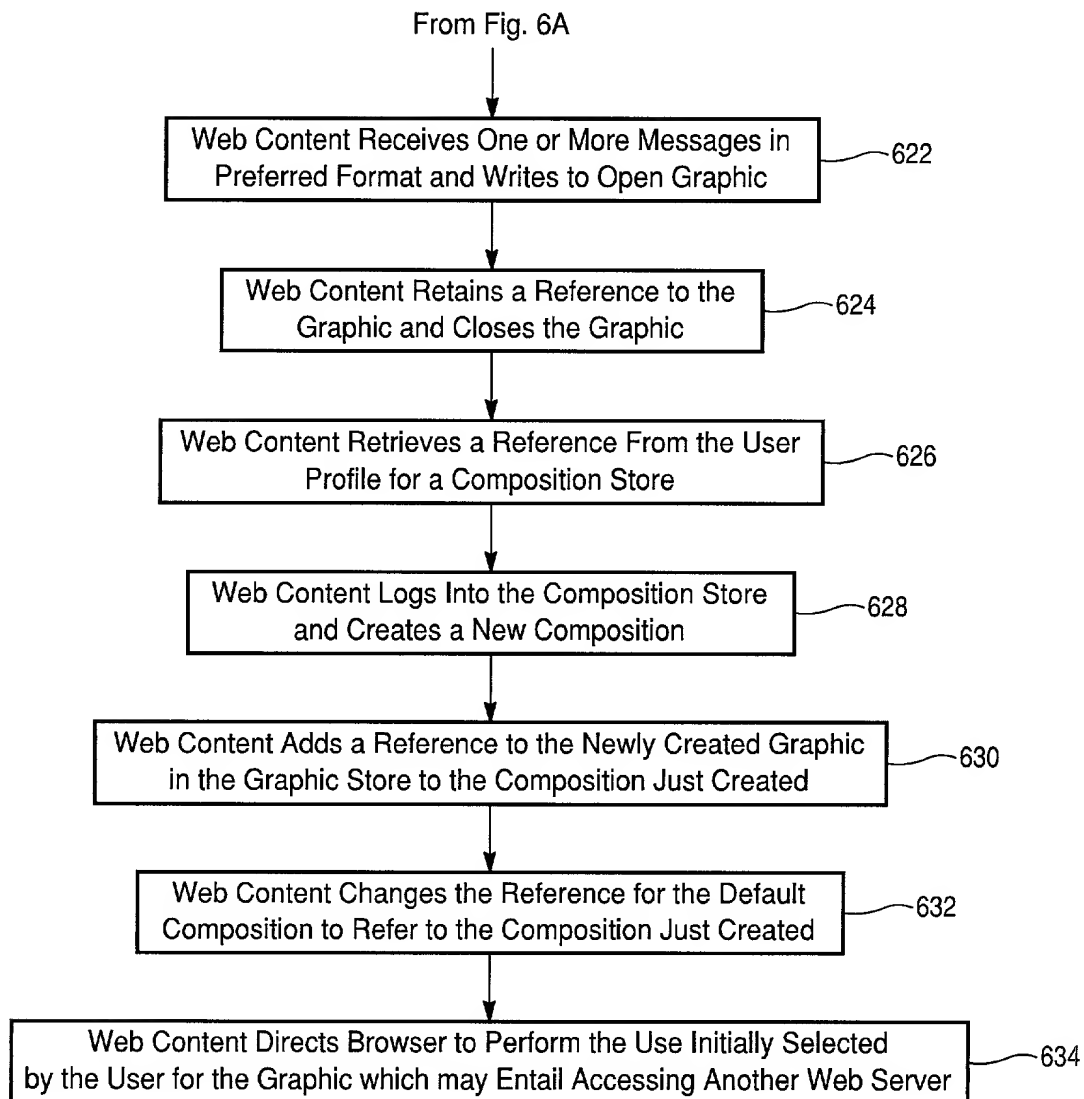 From Fig. 6A
Web Content Receives One or More Messages in
Preferred Format and Writes to Open Graphic
622
Web Content Retains a Reference to the
Graphic and Closes the Graphic
624
Web Content Retrieves a Reference From the User
Profile for a Composition Store
626
Web Content Logs Into the Composition Store
and Creates a New Composition
628
Web Content Adds a Reference to the Newly Created Graphic
in the Graphic Store to the Composition Just Created
630
Web Content Changes the Reference for the Default
Composition to Refer to the Composition Just Created
632
Web Content Directs Browser to Perform the Use Initially Selected
by the User for the Graphic which may Entail Accessing Another Web Server
634